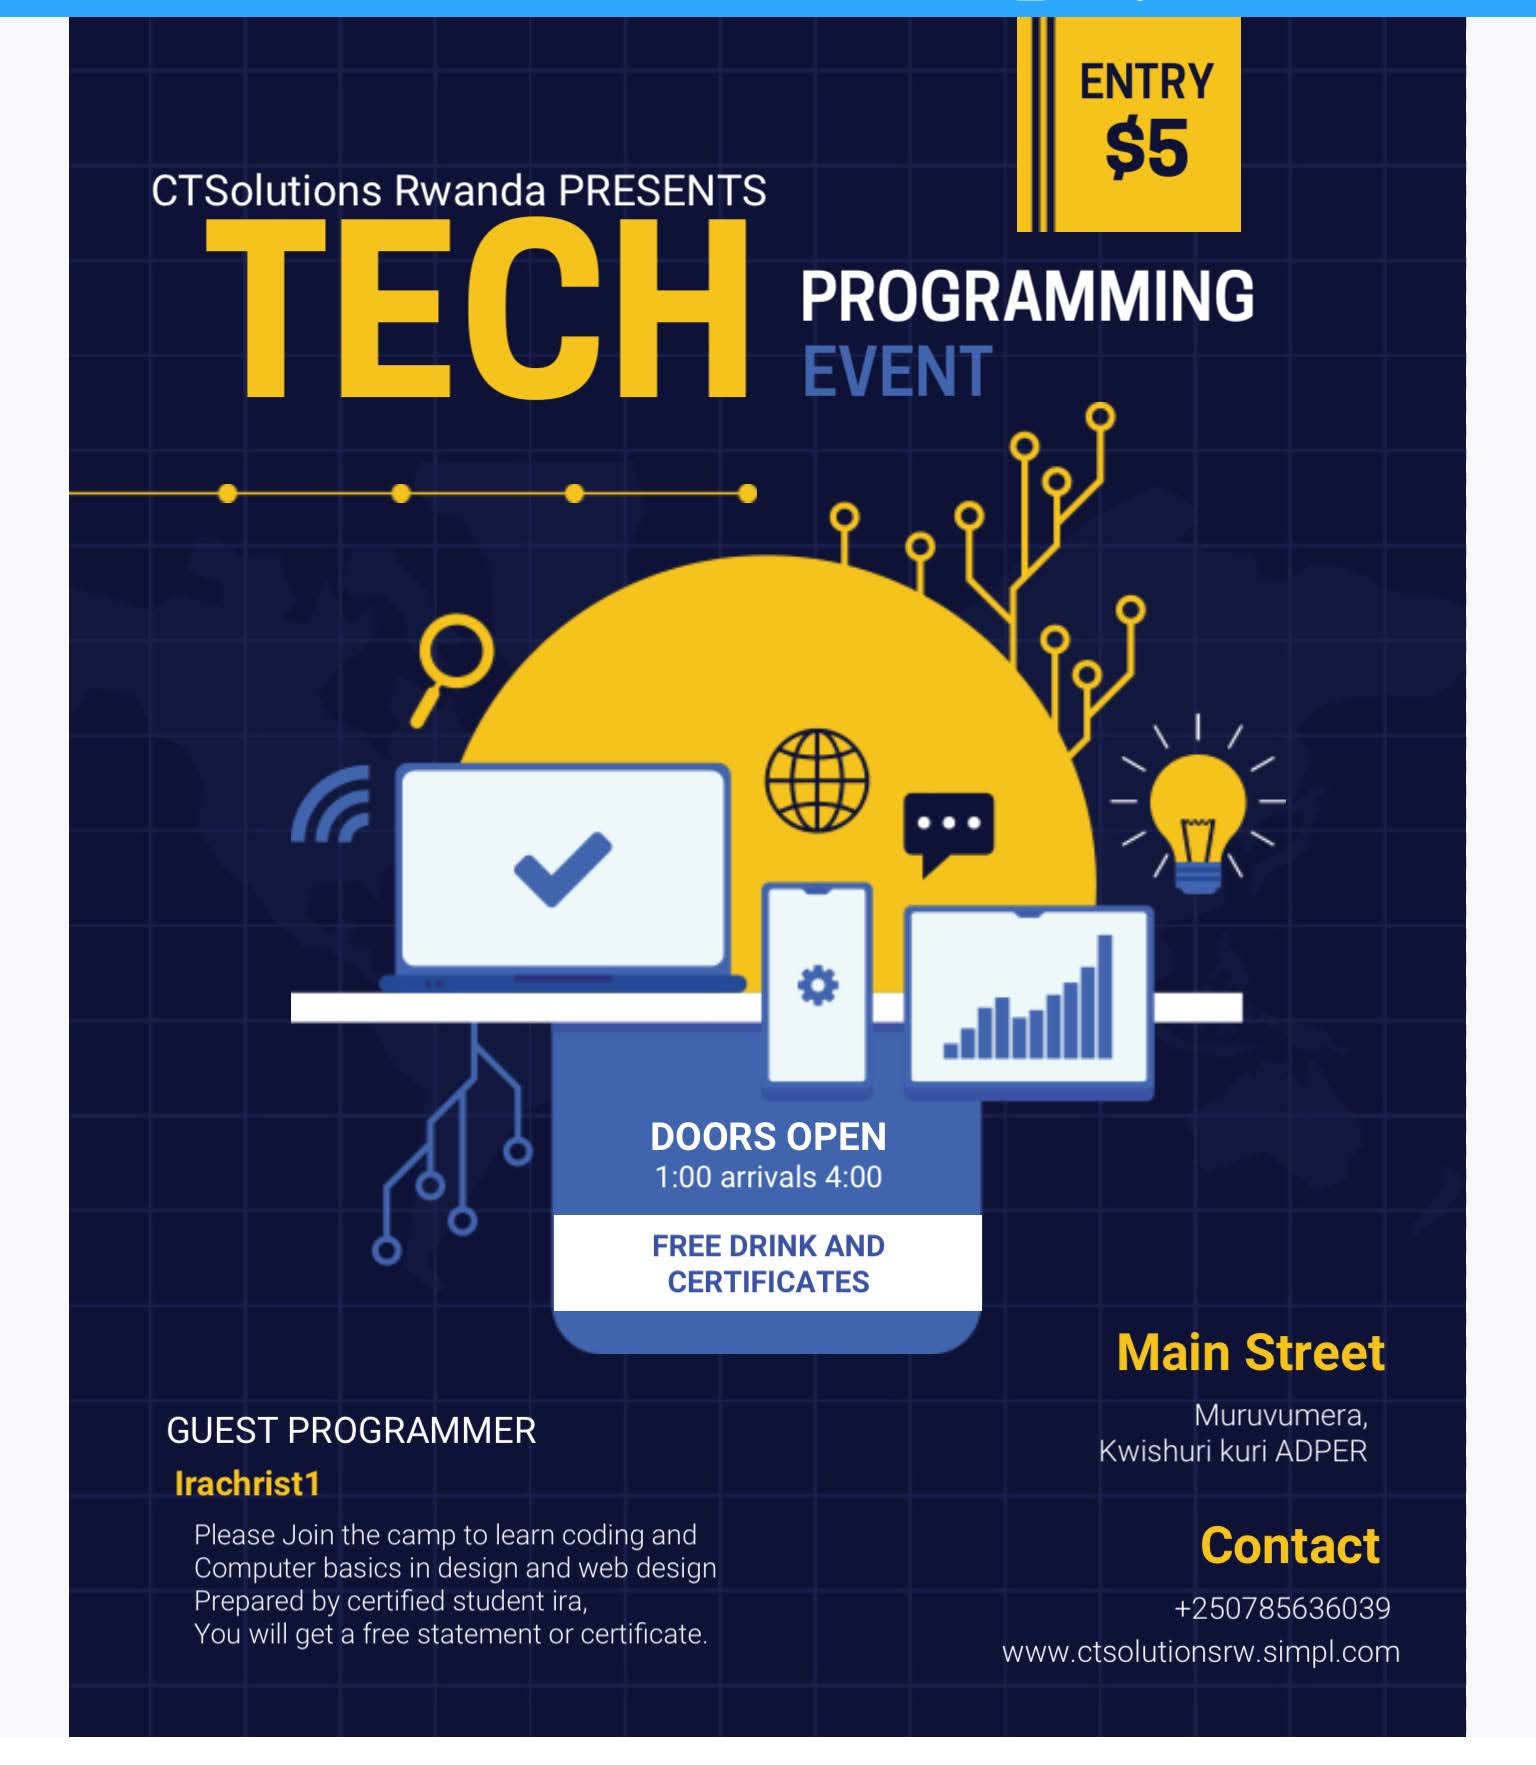 ENTRY
$5
CTSolutions Rwanda PRESENTS
TECH
PROGRAMMING
EVENT
DOORS OPEN
1:00 arrivals 4:00
FREE DRINK AND
CERTIFICATES
Main Street
Muruvumera,
Kwishuri kuri ADPER
GUEST PROGRAMMER
Irachrist1
Please Join the camp to learn coding and
Computer basics in design and web design
Prepared by certified student ira,
You will get a free statement or certificate.
Contact
+250785636039
www.ctsolutionsrw.simpl.com